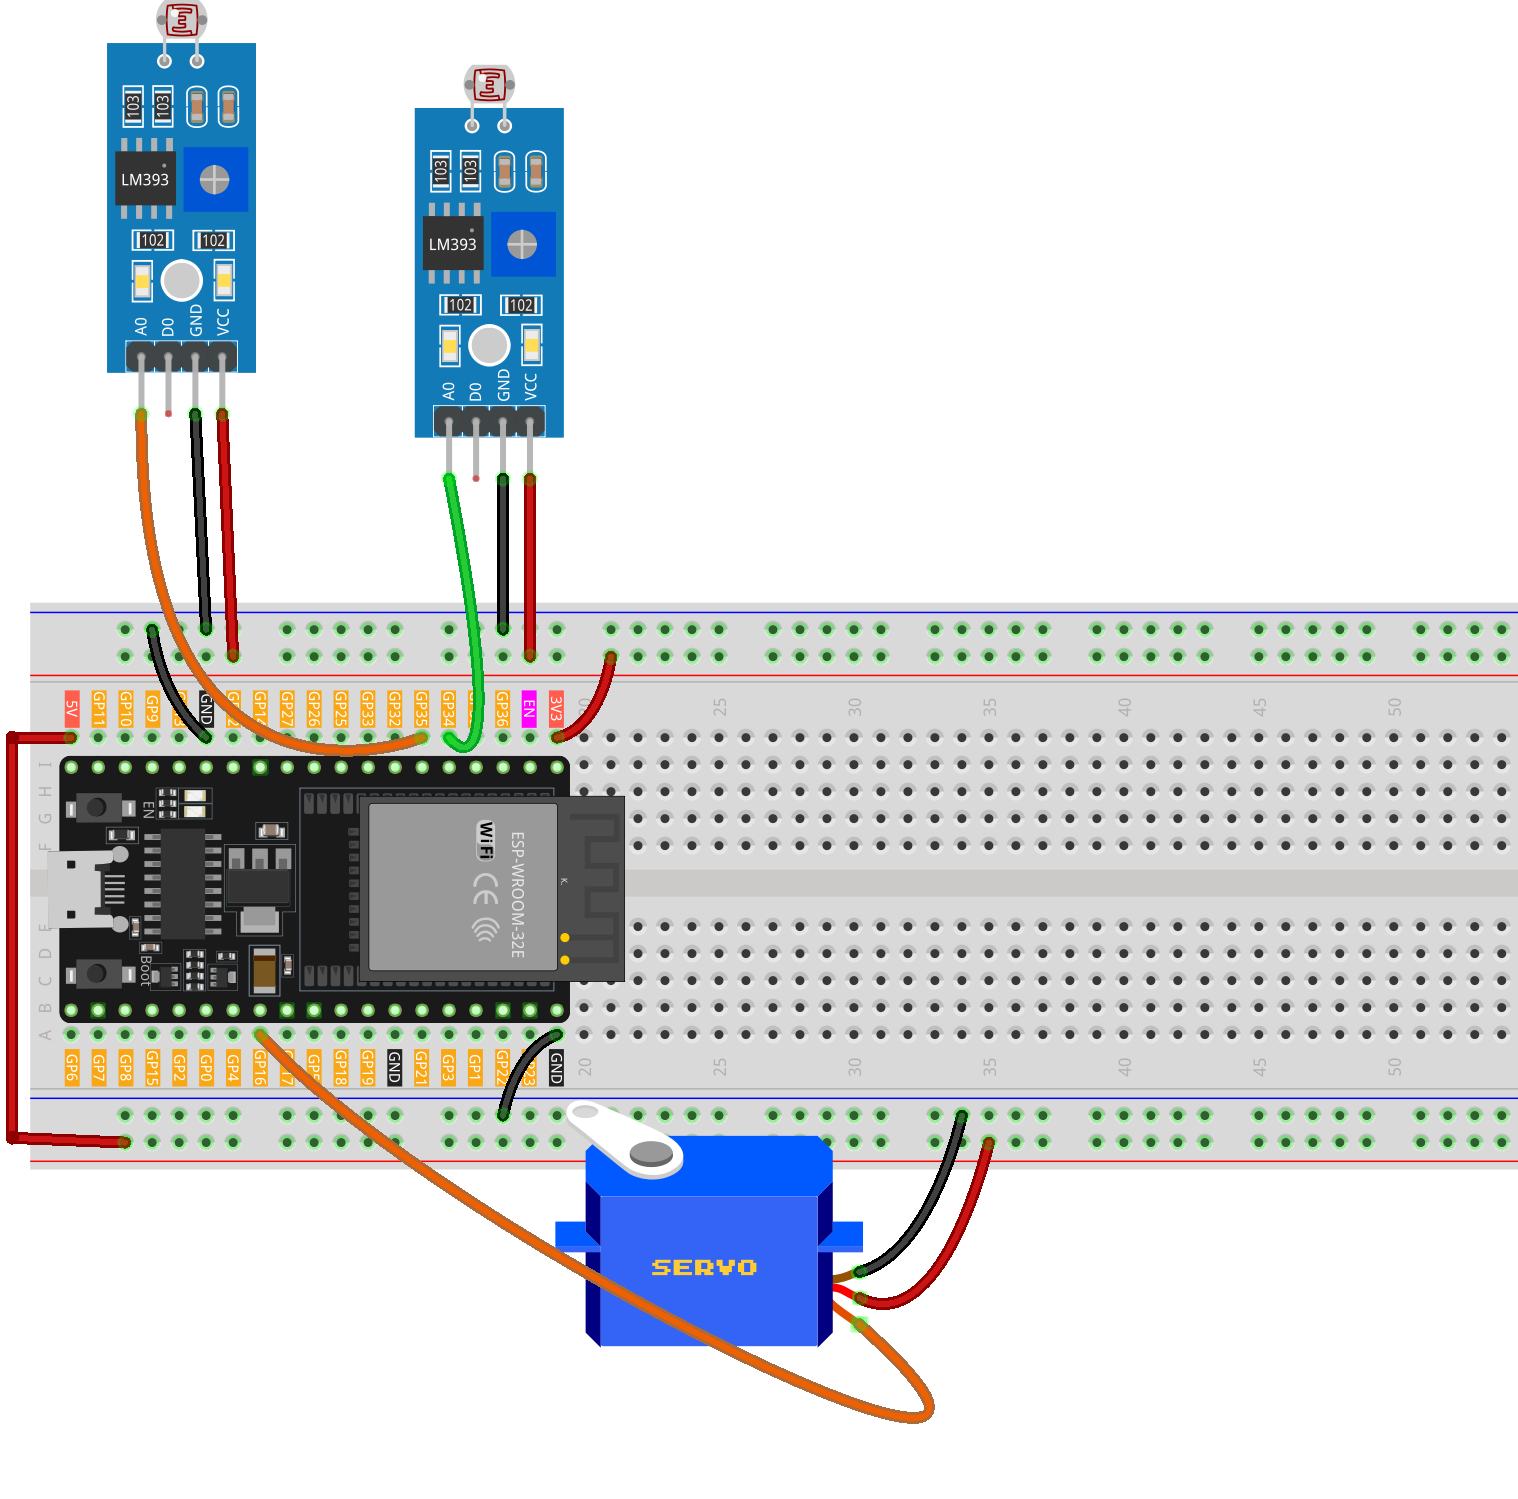 103 103
LM393
102 102
A0 D0 GND VCC
103 103
LM393
102 102
A0 D0 GND VCC
5V GP11 GP10 GP9 GND GP27 GP26 GP25 GP33 GP32 GP35 GP34 GP36 EN 3V3 20 25 30 35 40 45 50
I
H
G
F
EN
WiFi
ESP-WROOM-32E
CE
Boot
E
D
C
B
A
GP6 GP7 GP8 GP15 GP2 GP0 GP4 GP16 GP18 GP19 GND GP21 GP3 GP1 GP22 GND 20 25 30 35 40 45 50
SERVO